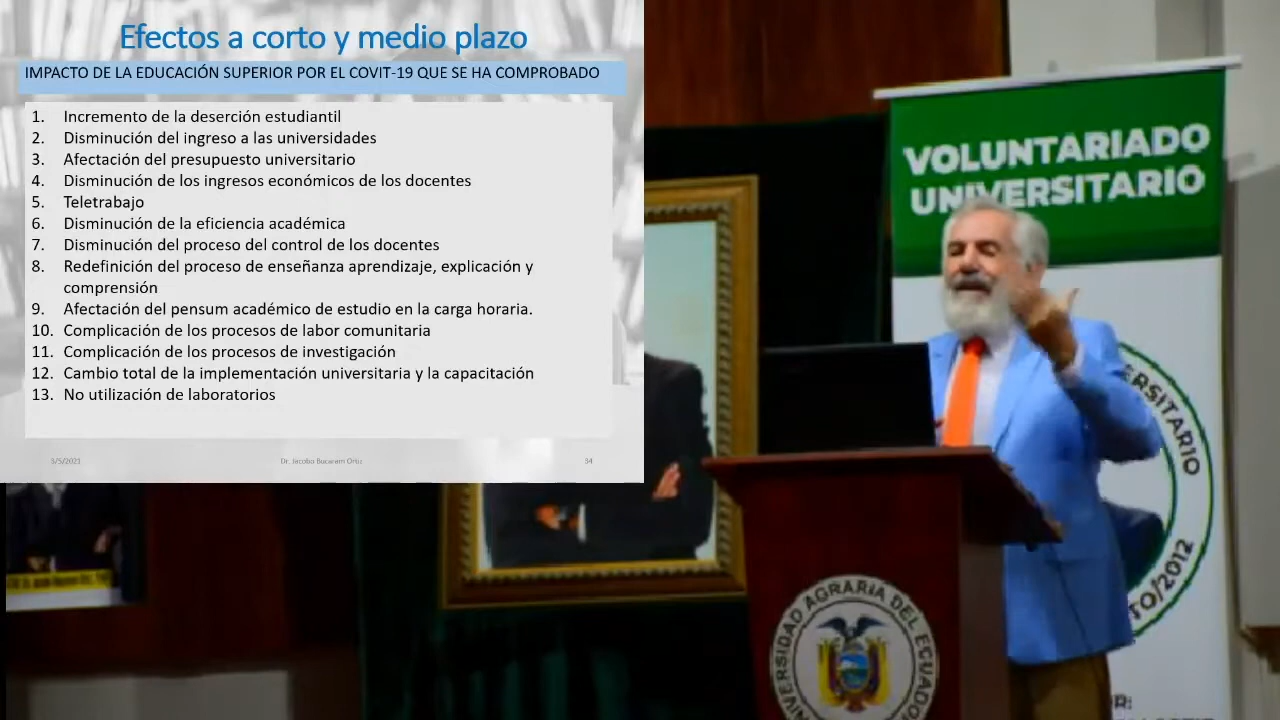 Efectos a corto y medio plazo
IMPACTO DE LA EDUCACIÓN SUPERIOR POR EL COVIT-19 QUE SE HA COMPROBADO
1. Incremento de la deserción estudiantil
2. Disminución del ingreso a las universidades
3. Afectación del presupuesto universitario
4. Disminución de los ingresos económicos de los docentes
5. Teletrabajo
6. Disminución de la eficiencia académica
7. Disminución del proceso del control de los docentes
8. Redefinición del proceso de enseñanza aprendizaje, explicación y
comprensión
9. Afectación del pensum académico de estudio en la carga horaria.
10. Complicación de los procesos de labor comunitaria
11. Complicación de los procesos de investigación
12. Cambio total de la implementación universitaria y la capacitación
13. No utilización de laboratorios
5/5/2021
Dr. Jacobo Bucaram Ortiz
34
VOLUNTARIADO
UNIVERSITARIO
ERSITARIO
TO/2012
UNIVERSIDAD AGRARIA DEL ECUADOR